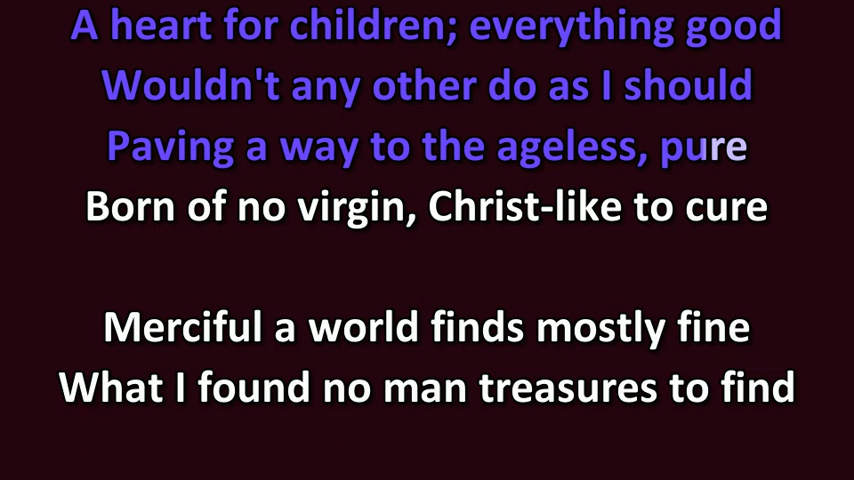 A heart for children; everything good
Wouldn't any other do as I should
Paving a way to the ageless, pure
Born of no virgin, Christ-like to cure
Merciful a world finds mostly fine
What I found no man treasures to find